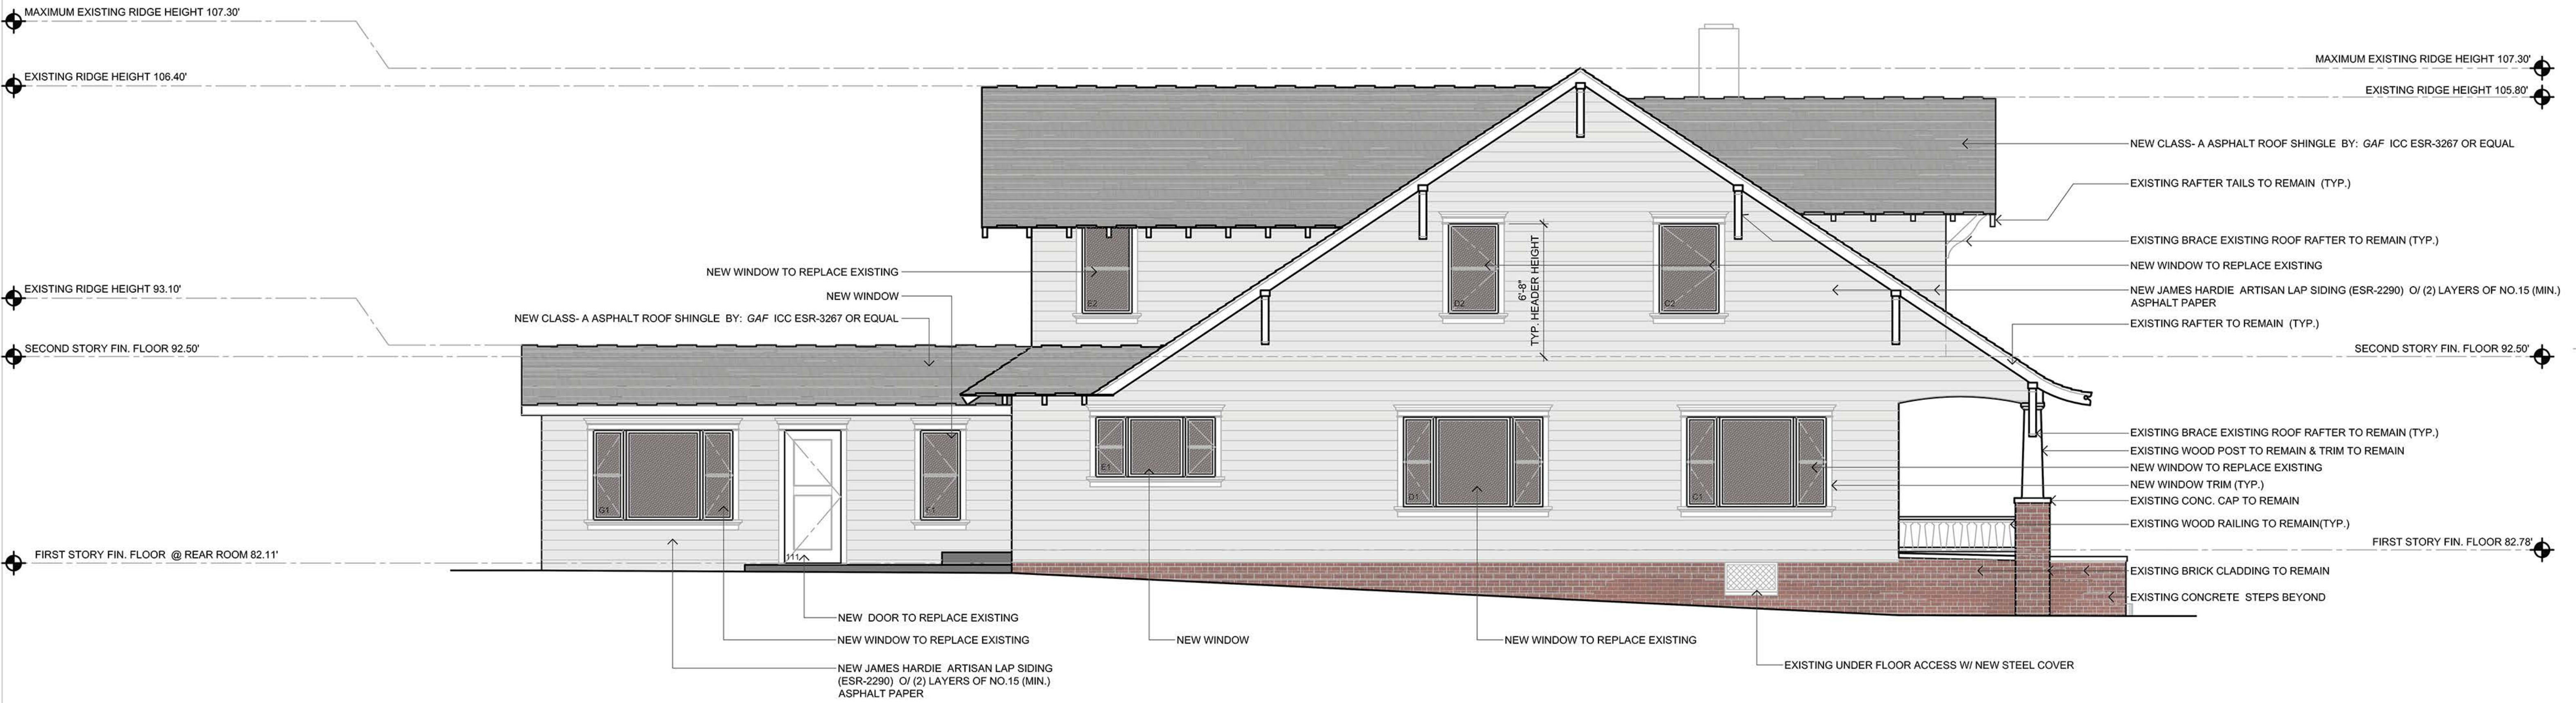 MAXIMUM EXISTING RIDGE HEIGHT 107.30'
EXISTING RIDGE HEIGHT 106.40'
EXISTING RIDGE HEIGHT 93.10'
SECOND STORY FIN. FLOOR 92.50'
FIRST STORY FIN. FLOOR @ REAR ROOM 82.11'
NEW WINDOW TO REPLACE EXISTING
NEW WINDOW
NEW CLASS- A ASPHALT ROOF SHINGLE BY: GAF ICC ESR-3267 OR EQUAL
E2
D2
C2
6'-8"
TYP. HEADER HEIGHT
G1
111
F1
E1
D1
C1
NEW DOOR TO REPLACE EXISTING
NEW WINDOW TO REPLACE EXISTING
NEW JAMES HARDIE ARTISAN LAP SIDING
(ESR-2290) O/ (2) LAYERS OF NO.15 (MIN.)
ASPHALT PAPER
NEW WINDOW
NEW WINDOW TO REPLACE EXISTING
EXISTING UNDER FLOOR ACCESS W/ NEW STEEL COVER
MAXIMUM EXISTING RIDGE HEIGHT 107.30'
EXISTING RIDGE HEIGHT 105.80'
NEW CLASS- A ASPHALT ROOF SHINGLE BY: GAF ICC ESR-3267 OR EQUAL
EXISTING RAFTER TAILS TO REMAIN (TYP.)
EXISTING BRACE EXISTING ROOF RAFTER TO REMAIN (TYP.)
NEW WINDOW TO REPLACE EXISTING
NEW JAMES HARDIE ARTISAN LAP SIDING (ESR-2290) O/ (2) LAYERS OF NO.15 (MIN.)
ASPHALT PAPER
EXISTING RAFTER TO REMAIN (TYP.)
SECOND STORY FIN. FLOOR 92.50'
EXISTING BRACE EXISTING ROOF RAFTER TO REMAIN (TYP.)
EXISTING WOOD POST TO REMAIN & TRIM TO REMAIN
NEW WINDOW TO REPLACE EXISTING
NEW WINDOW TRIM (TYP.)
EXISTING CONC. CAP TO REMAIN
EXISTING WOOD RAILING TO REMAIN(TYP.)
FIRST STORY FIN. FLOOR 82.78'
EXISTING BRICK CLADDING TO REMAIN
EXISTING CONCRETE STEPS BEYOND